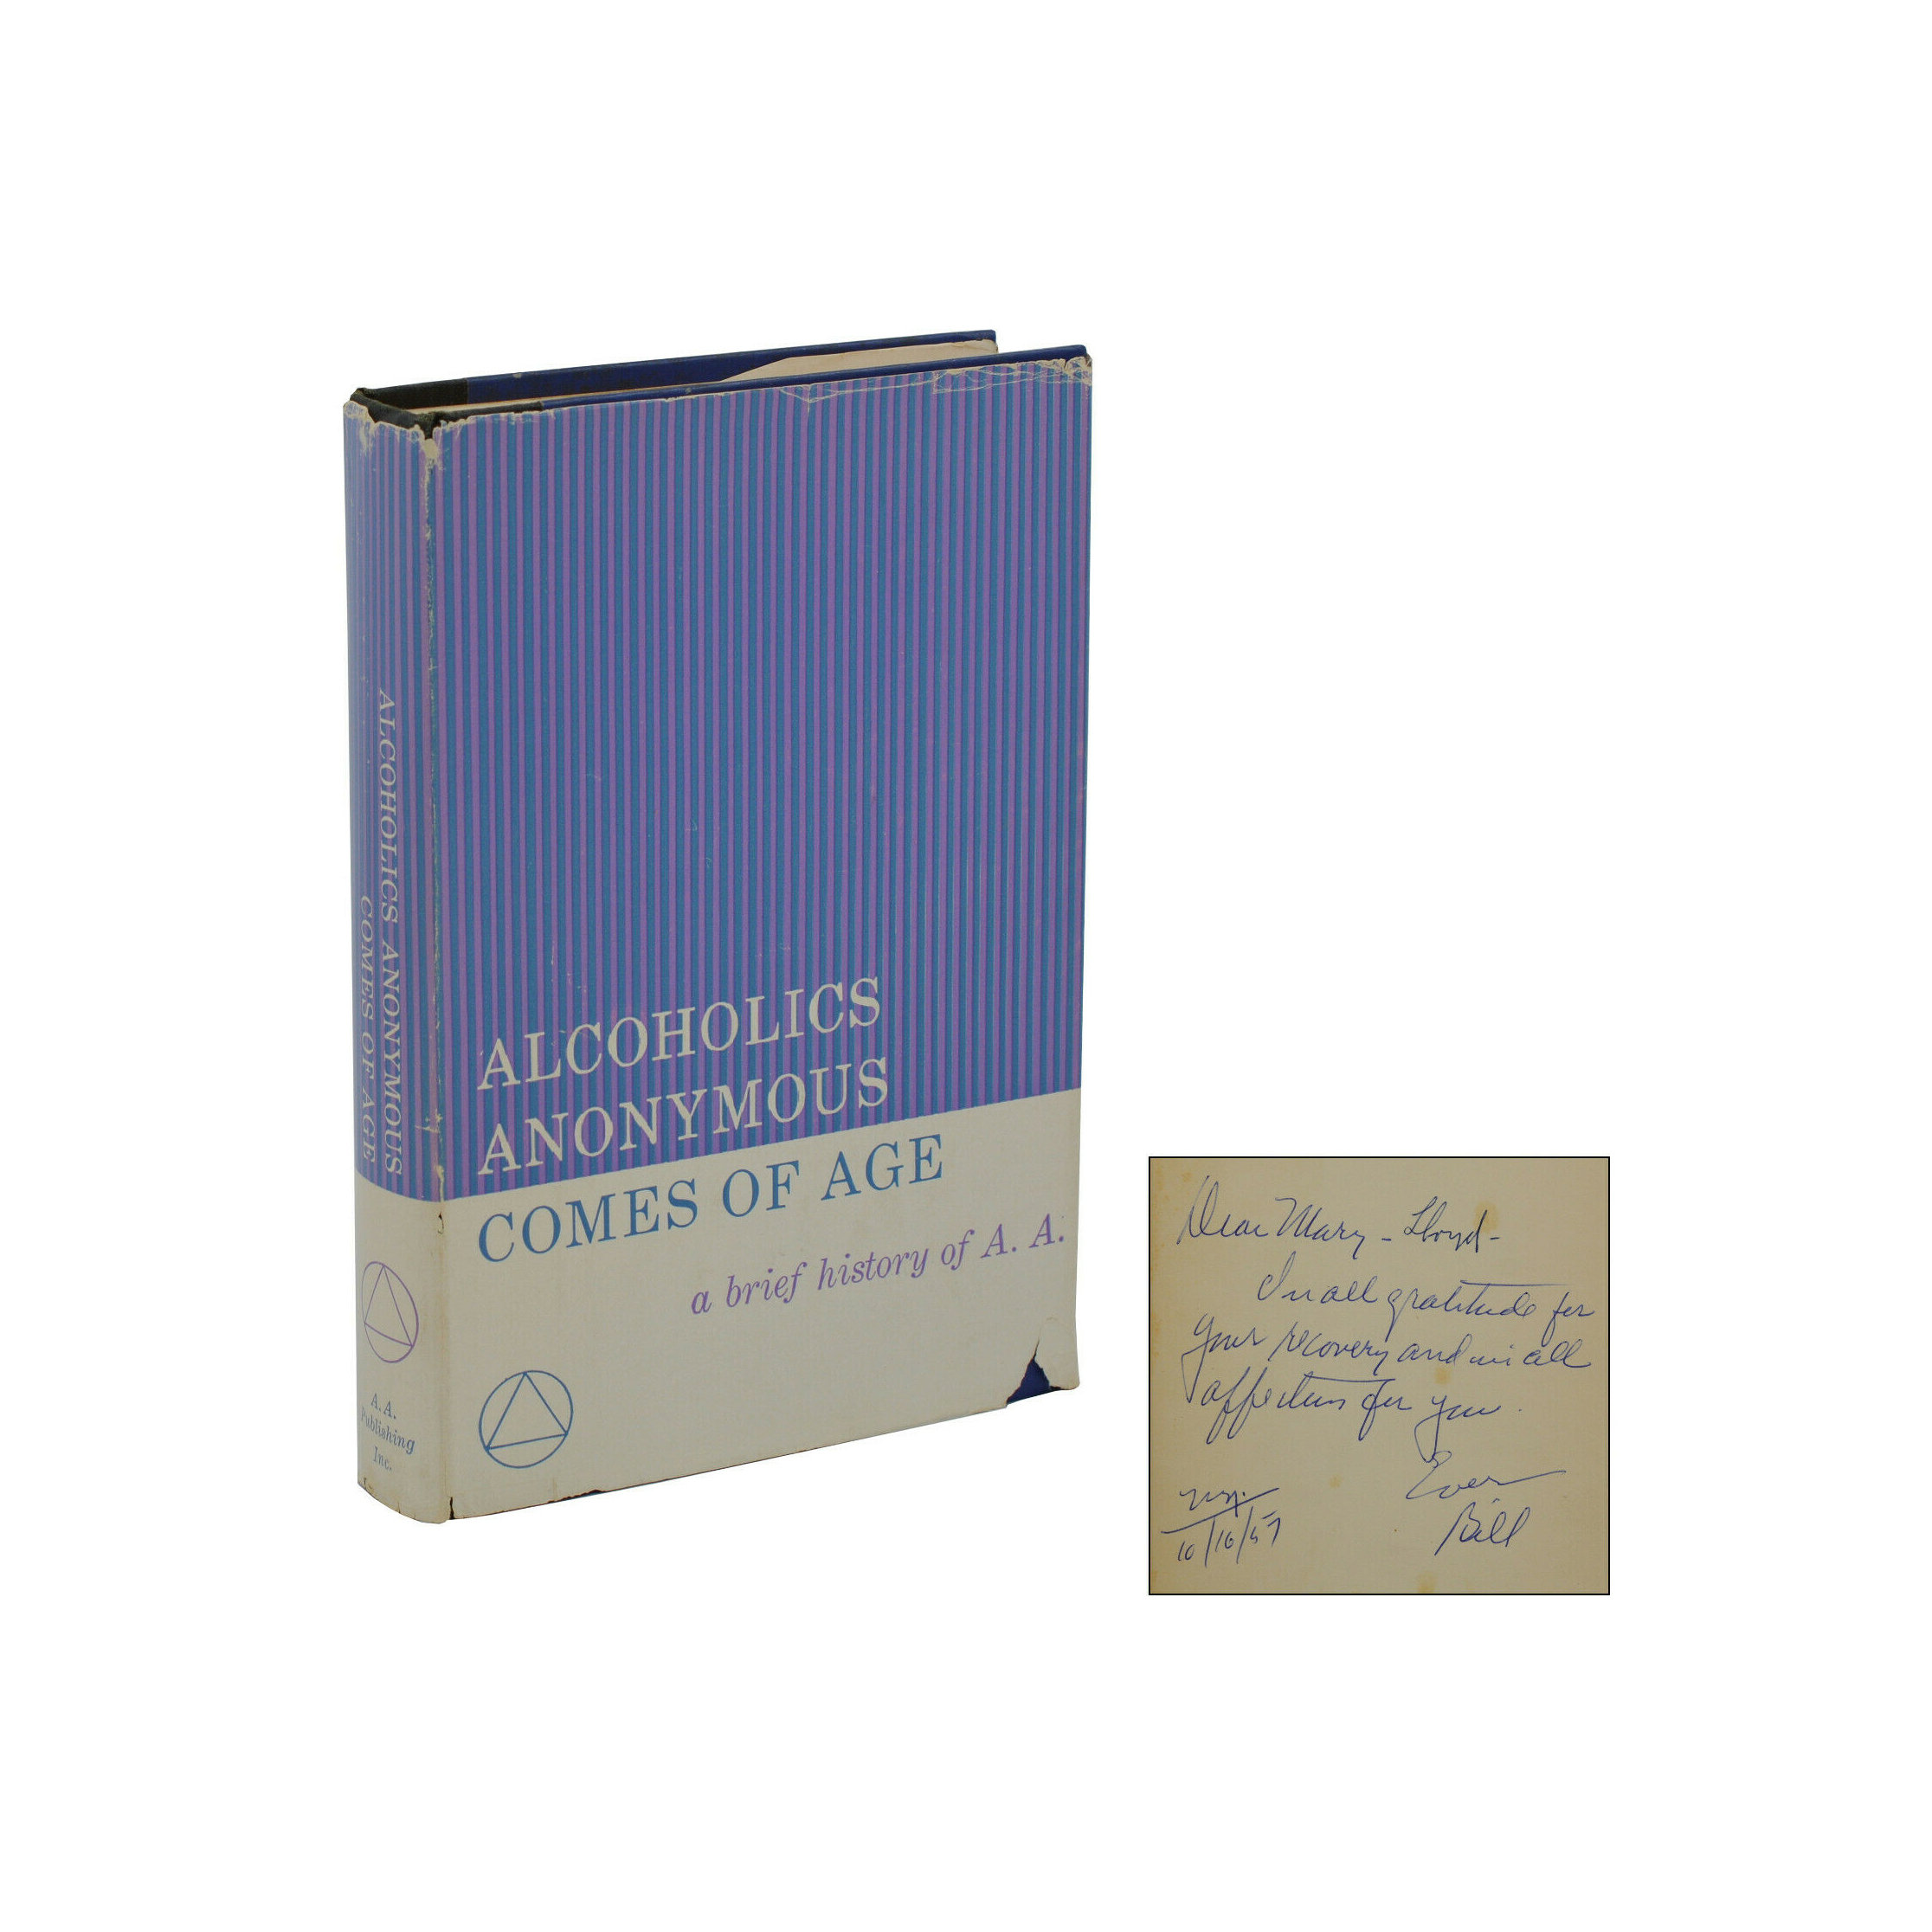 ALCOHOLICS ANONYMOUS
COMES OF AGE
A. A.
Publishing
Inc.
ALCOHOLICS
ANONYMOUS
COMES OF AGE
a brief history of A. A.
Dear Mary - Lloyd -
In all gratitude for
your recovery and in all
affection for you.
Ever
Bill
10/16/57